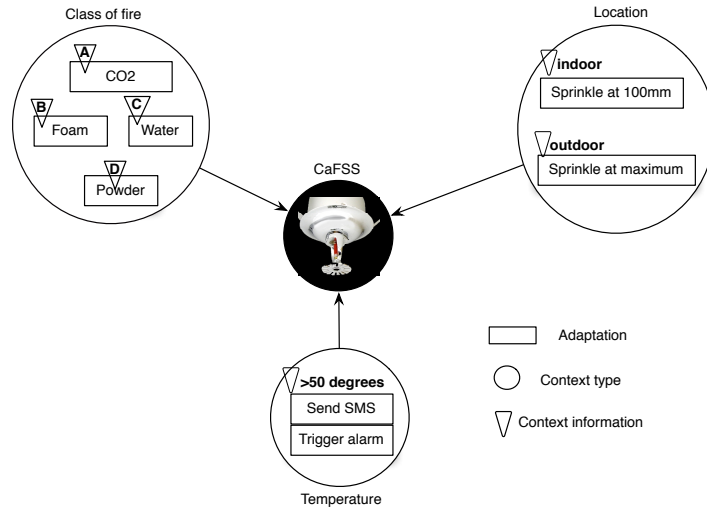 Class of fire
A
CO2
B
Foam
C
Water
D
Powder
Location
indoor
Sprinkle at 100mm
outdoor
Sprinkle at maximum
CaFSS
>50 degrees
Send SMS
Trigger alarm
Temperature
Adaptation
Context type
Context information